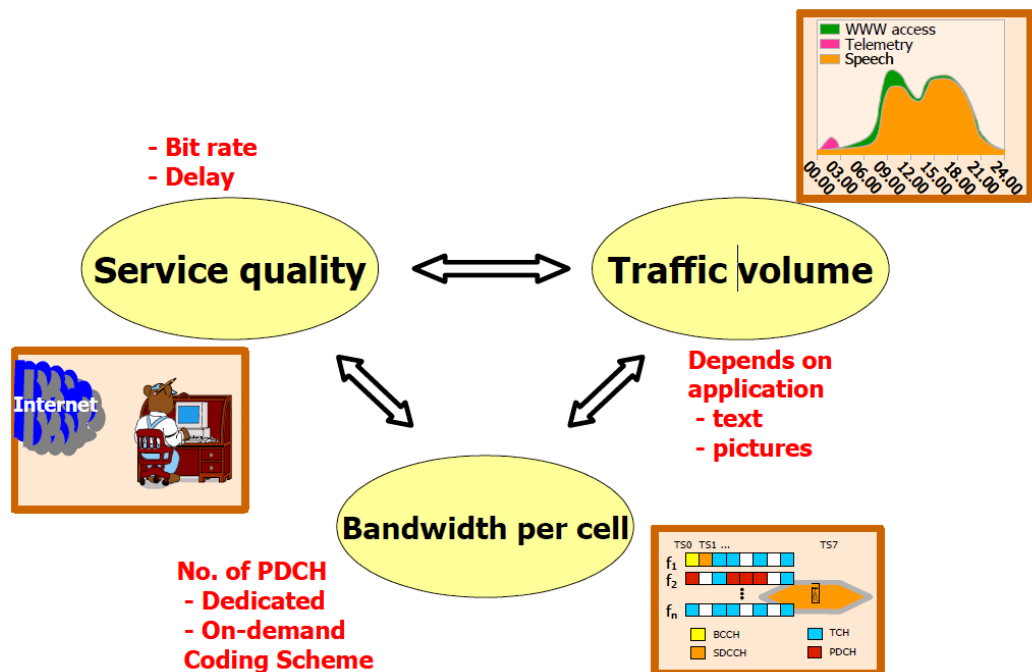 WWW access
Telemetry
Speech
00.00 03.00 06.00 09.00 12.00 15.00 18.00 21.00 24.00
- Bit rate
- Delay
Service quality
Traffic volume
Internet
Depends on
application
- text
- pictures
Bandwidth per cell
No. of PDCH
- Dedicated
- On-demand
Coding Scheme
TS0 TS1 ... TS7
f1
f2
fn
BCCH TCH
SDCCH PDCH